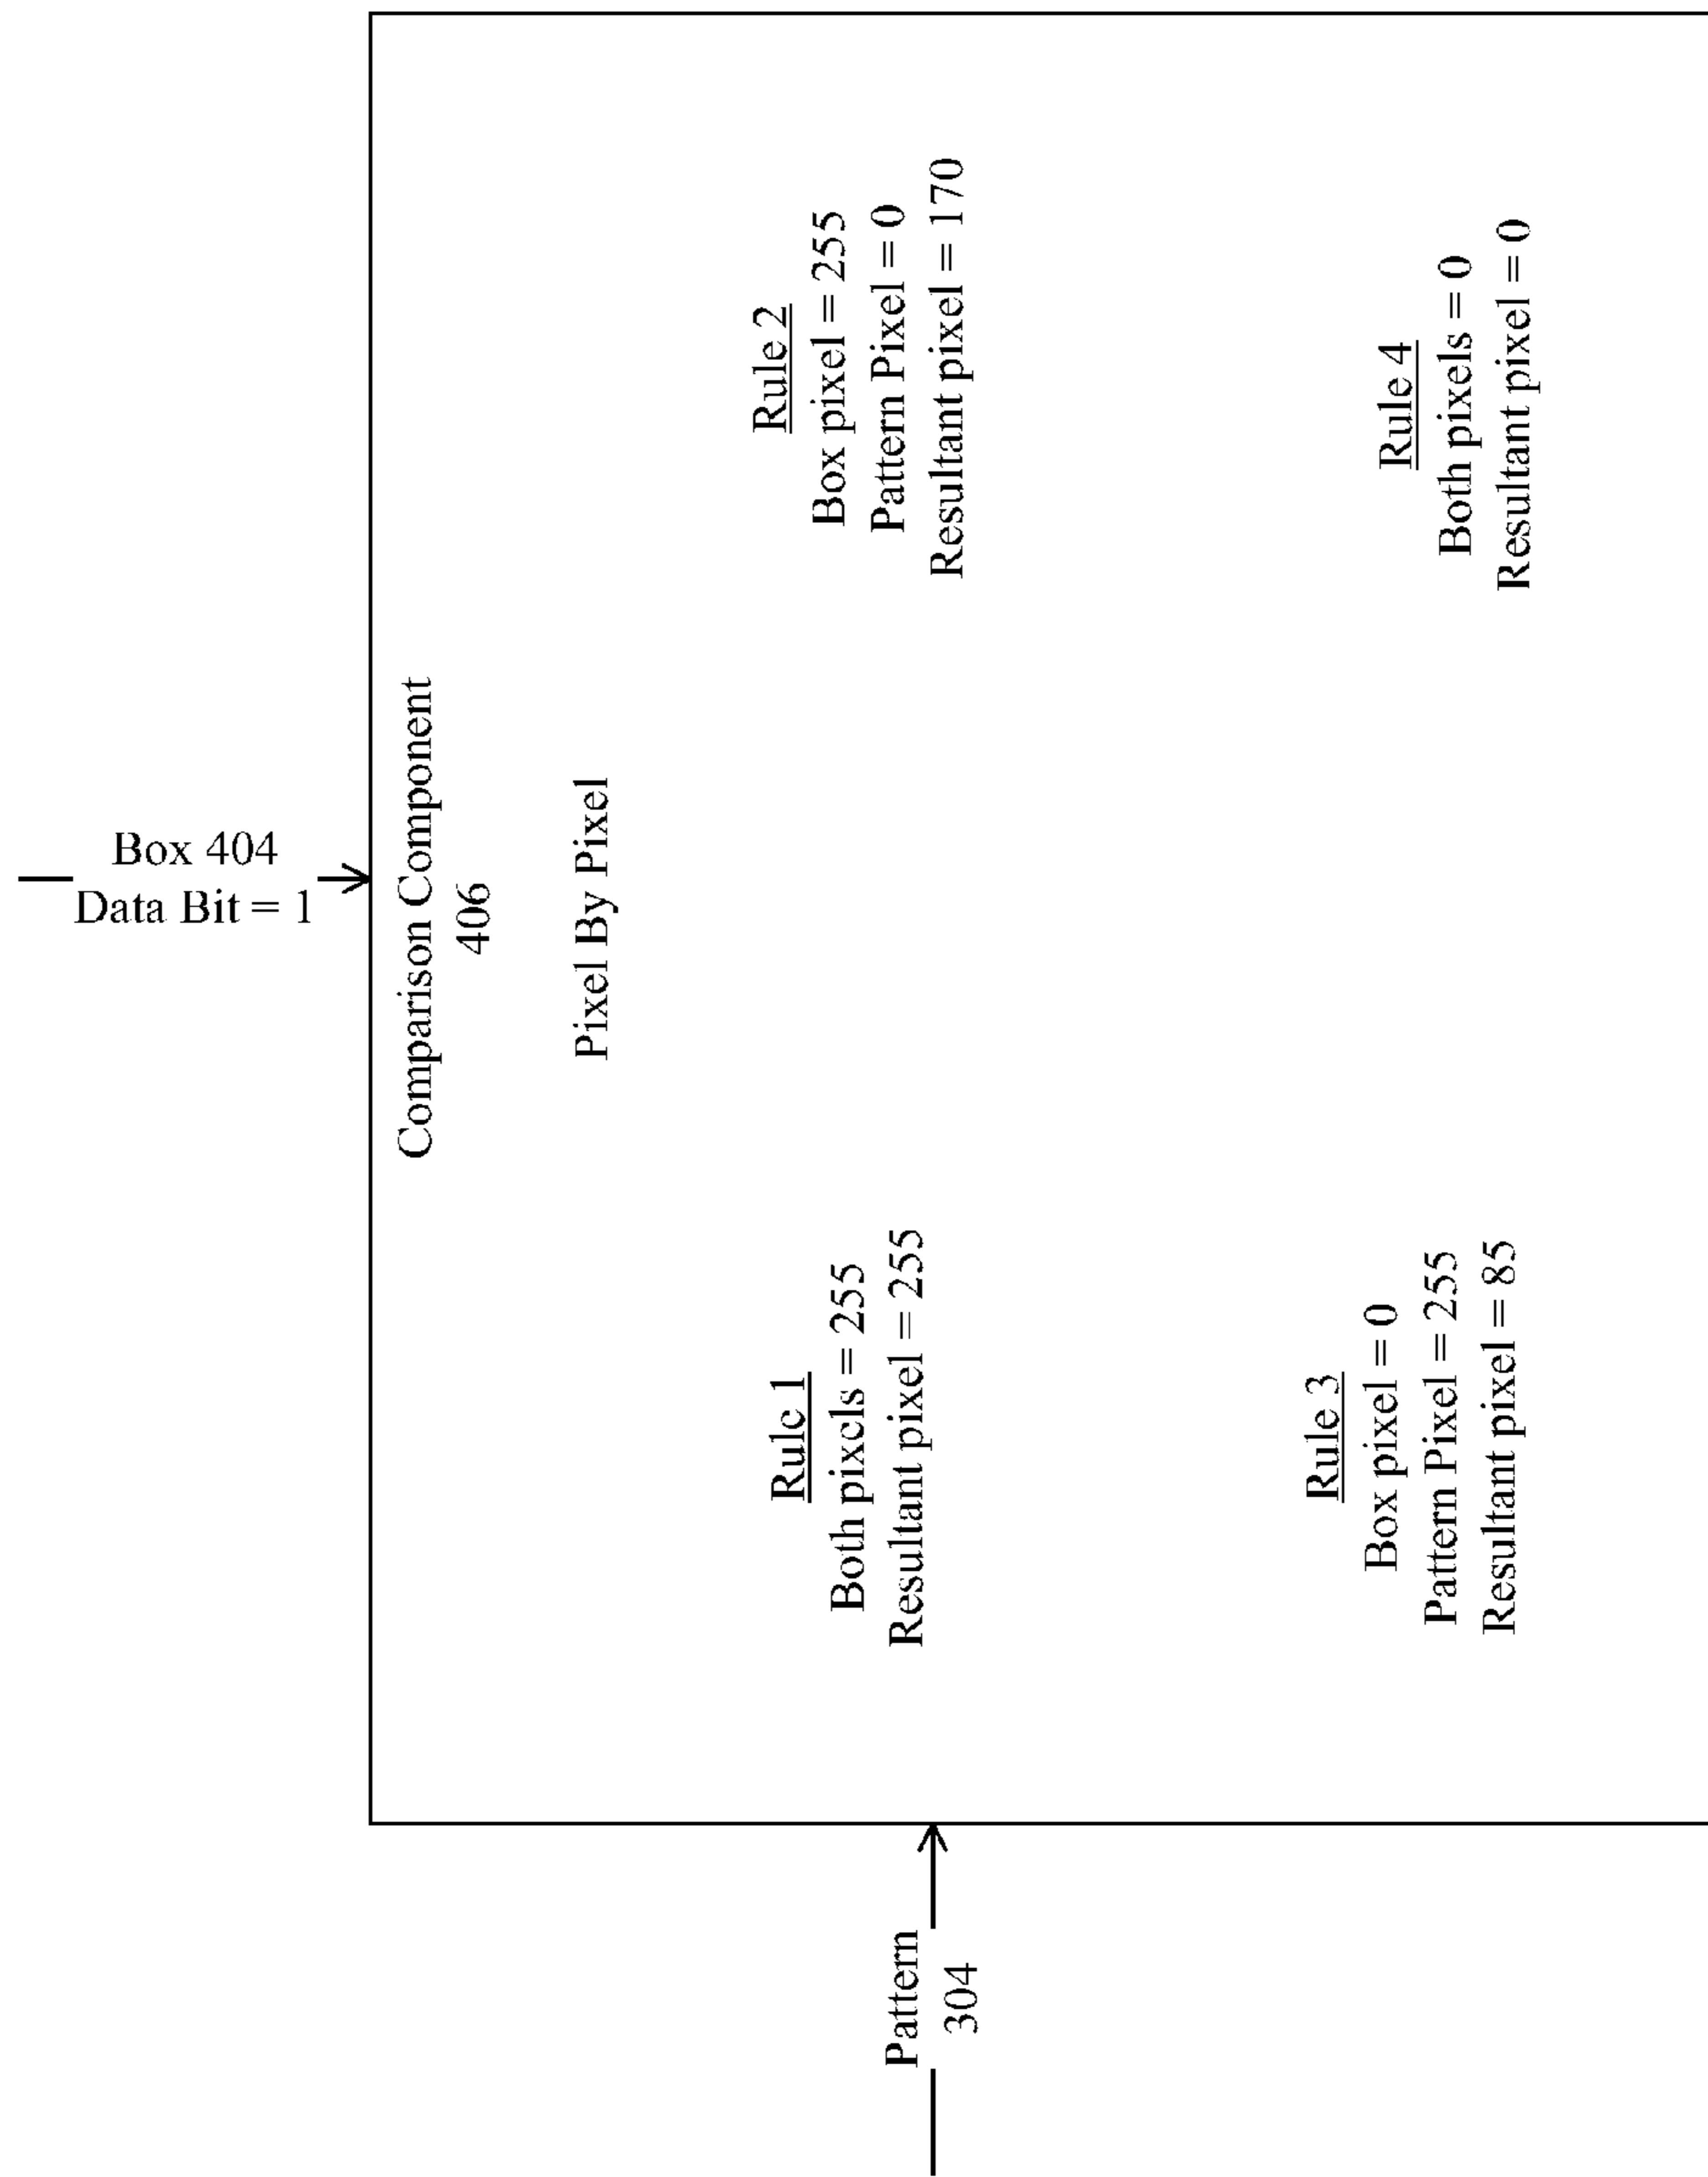 Box 404
Data Bit = 1
Comparison Component
406
Pixel By Pixel
Rule 1
Both pixels = 255
Resultant pixel = 255
Rule 2
Box pixel = 255
Pattern Pixel = 0
Resultant pixel = 170
Rule 3
Box pixel = 0
Pattern Pixel = 255
Resultant pixel = 85
Rule 4
Both pixels = 0
Resultant pixel = 0
Pattern
304